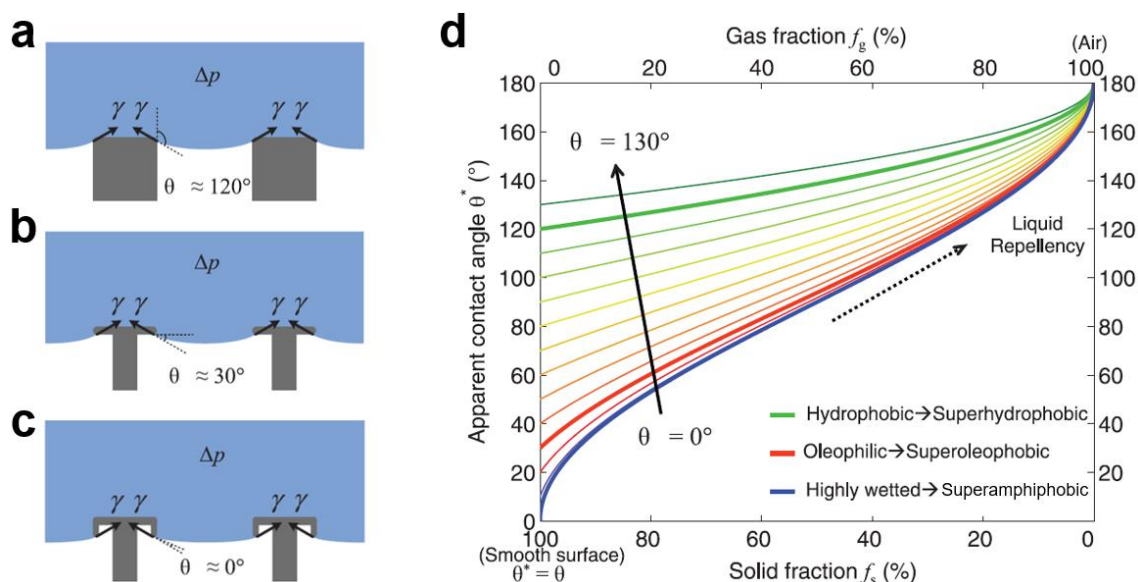 a
Δp
γ γ
γ γ
θ ≈ 120°
b
Δp
γ γ
γ γ
θ ≈ 30°
c
Δp
γ γ
γ γ
θ ≈ 0°
d
Gas fraction f_g (%)
(Air)
0 20 40 60 80 100
180 180
160 160
140 140
120 120
100 100
80 80
60 60
40 40
20 20
0 0
Apparent contact angle θ* (°)
θ = 130°
Liquid
Repellency
θ = 0°
Hydrophobic→Superhydrophobic
Oleophilic→Superoleophobic
Highly wetted→Superamphiphobic
100 80 60 40 20 0
(Smooth surface)
θ* = θ
Solid fraction f_s (%)